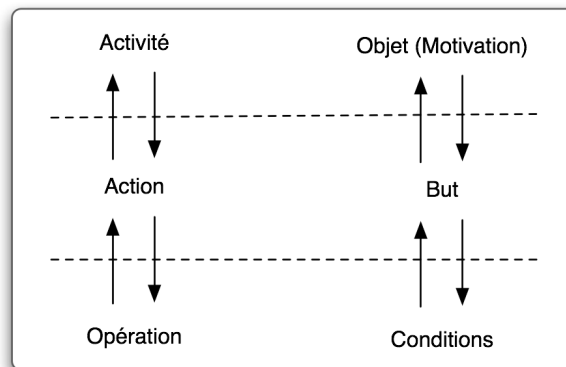 Activité
Objet (Motivation)
Action
But
Opération
Conditions